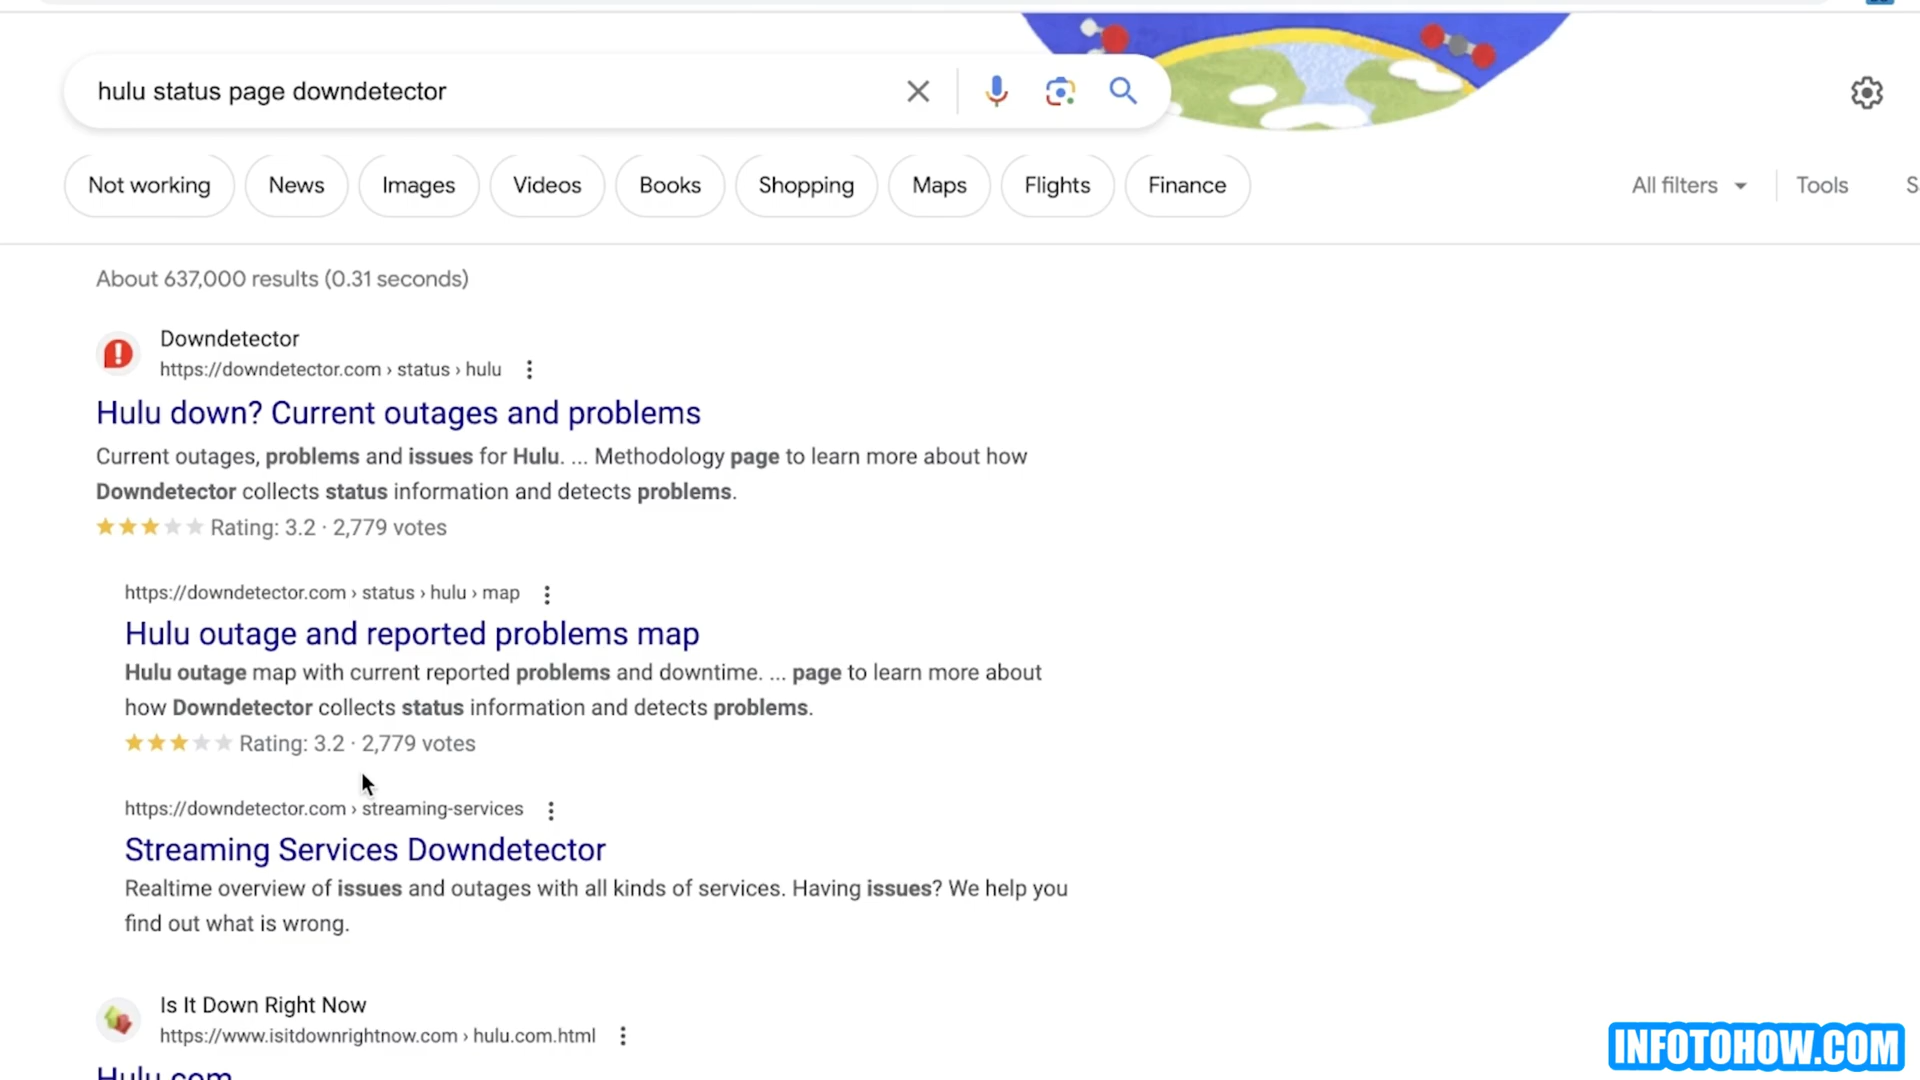 hulu status page downdetector
Not working
News
Images
Videos
Books
Shopping
Maps
Flights
Finance
All filters
Tools
S
About 637,000 results (0.31 seconds)
Downdetector
https://downdetector.com › status › hulu
Hulu down? Current outages and problems
Current outages, problems and issues for Hulu. ... Methodology page to learn more about how
Downdetector collects status information and detects problems.
Rating: 3.2 · 2,779 votes
https://downdetector.com › status › hulu › map
Hulu outage and reported problems map
Hulu outage map with current reported problems and downtime. ... page to learn more about
how Downdetector collects status information and detects problems.
Rating: 3.2 · 2,779 votes
https://downdetector.com › streaming-services
Streaming Services Downdetector
Realtime overview of issues and outages with all kinds of services. Having issues? We help you
find out what is wrong.
Is It Down Right Now
https://www.isitdownrightnow.com › hulu.com.html
Hulu.com
INFOTOHOW.COM